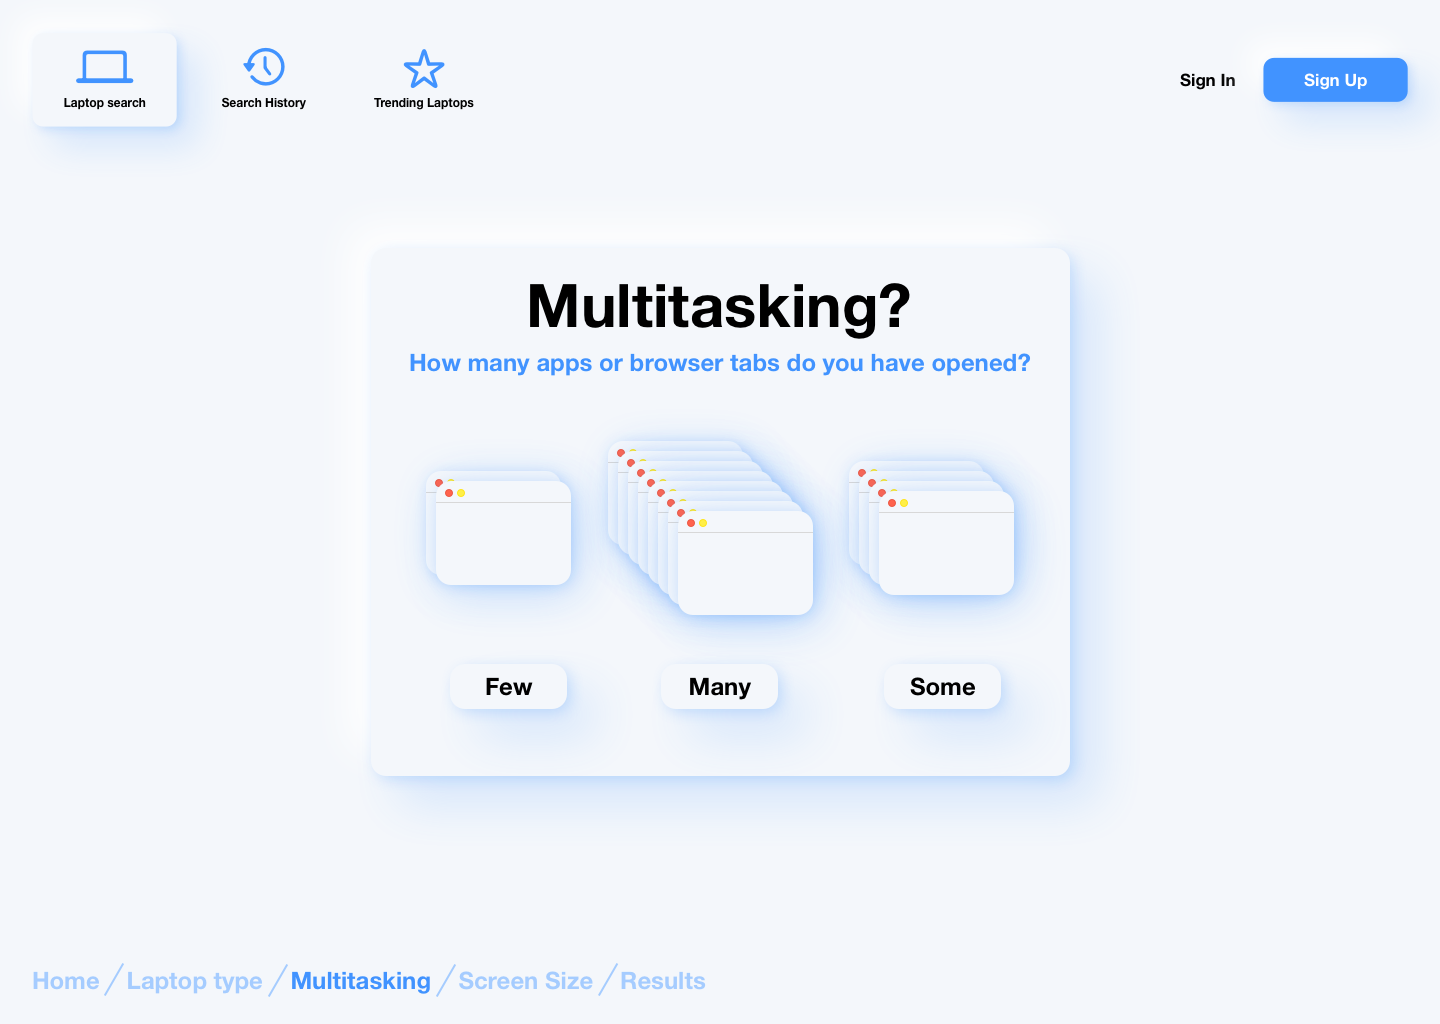 Laptop search
Search History
Trending Laptops
Sign In
Sign Up
Multitasking?
How many apps or browser tabs do you have opened?
Few
Many
Some
Home / Laptop type / Multitasking / Screen Size / Results